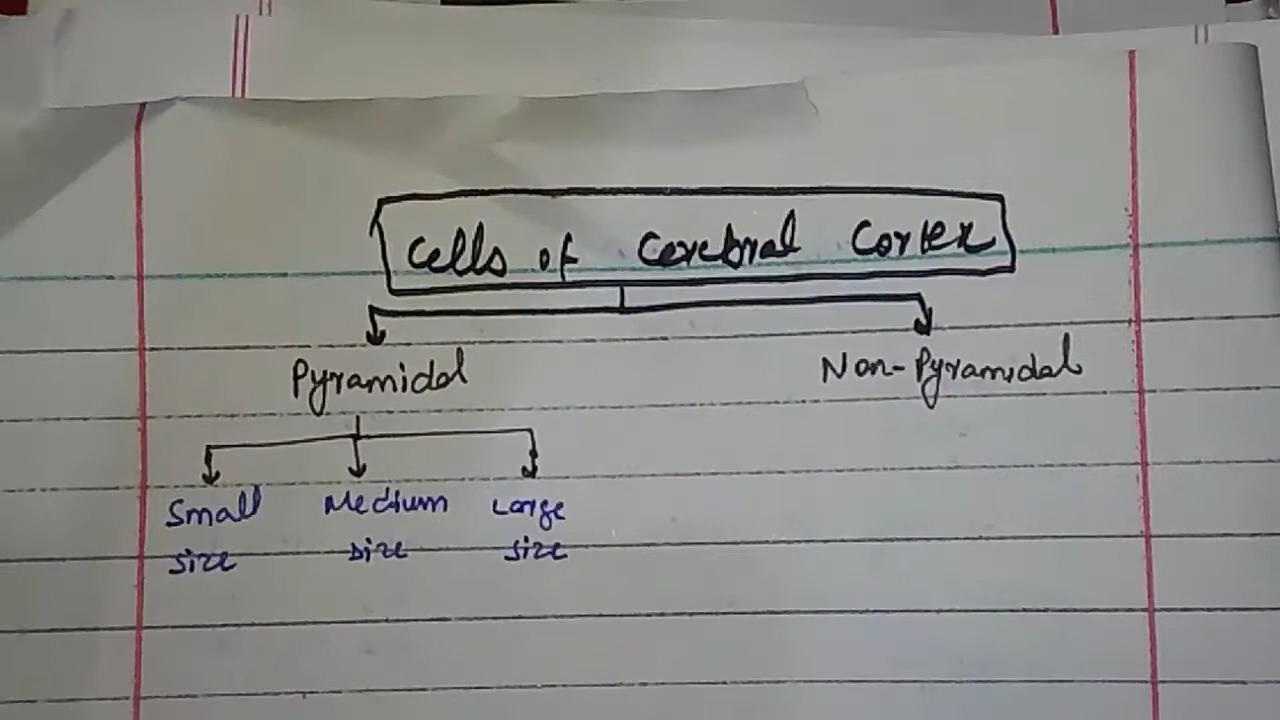 Cells of Cerebral Cortex
Pyramidal Non-Pyramidal
Small Medium Large
size size size